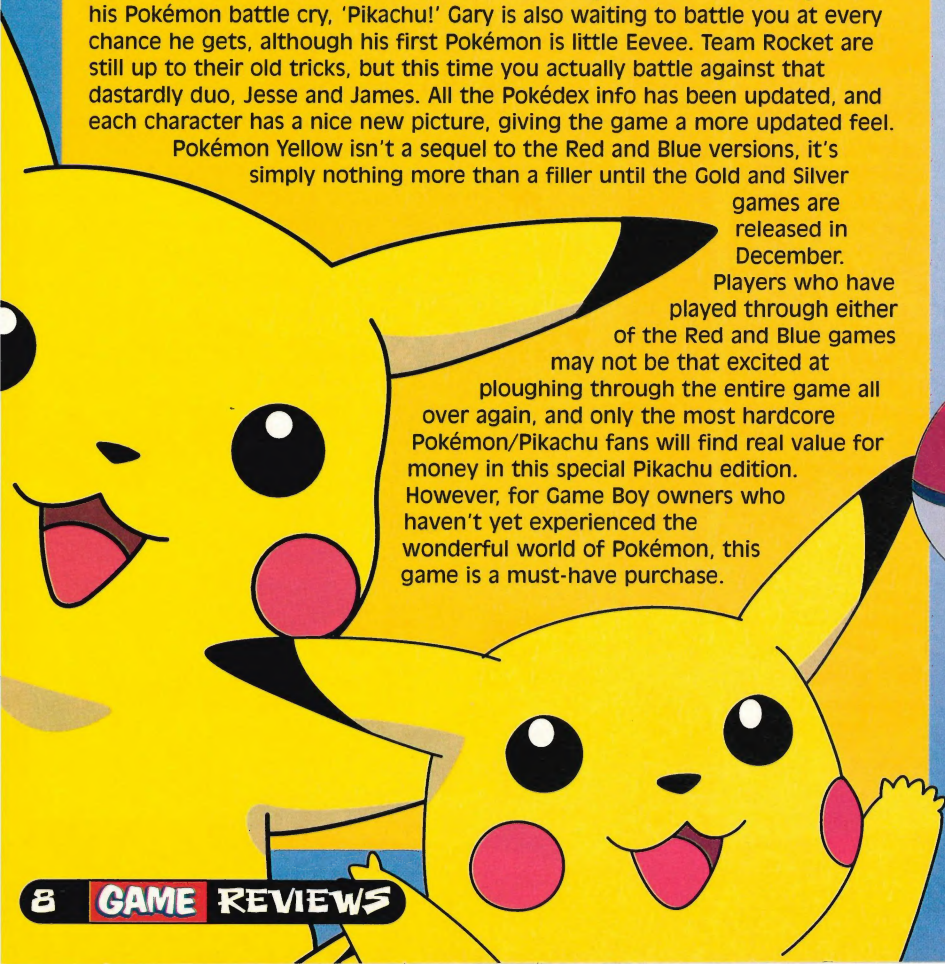 his Pokémon battle cry, 'Pikachu!' Gary is also waiting to battle you at every
chance he gets, although his first Pokémon is little Eevee. Team Rocket are
still up to their old tricks, but this time you actually battle against that
dastardly duo, Jesse and James. All the Pokédex info has been updated, and
each character has a nice new picture, giving the game a more updated feel.
Pokémon Yellow isn't a sequel to the Red and Blue versions, it's
simply nothing more than a filler until the Gold and Silver
games are
released in
December.
Players who have
played through either
of the Red and Blue games
may not be that excited at
ploughing through the entire game all
over again, and only the most hardcore
Pokémon/Pikachu fans will find real value for
money in this special Pikachu edition.
However, for Game Boy owners who
haven't yet experienced the
wonderful world of Pokémon, this
game is a must-have purchase.
8 GAME REVIEWS